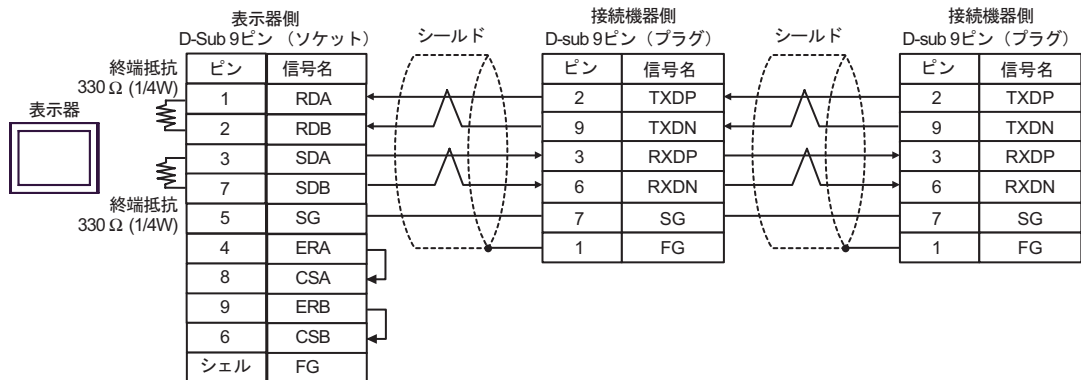 表示器側
D-Sub 9ピン （ソケット）
シールド
接続機器側
D-sub 9ピン（プラグ）
シールド
接続機器側
D-sub 9ピン（プラグ）
表示器
終端抵抗
330 Ω (1/4W)
終端抵抗
330 Ω (1/4W)
ピン 信号名
1 RDA
2 RDB
3 SDA
7 SDB
5 SG
4 ERA
8 CSA
9 ERB
6 CSB
シェル FG
ピン 信号名
2 TXDP
9 TXDN
3 RXDP
6 RXDN
7 SG
1 FG
ピン 信号名
2 TXDP
9 TXDN
3 RXDP
6 RXDN
7 SG
1 FG